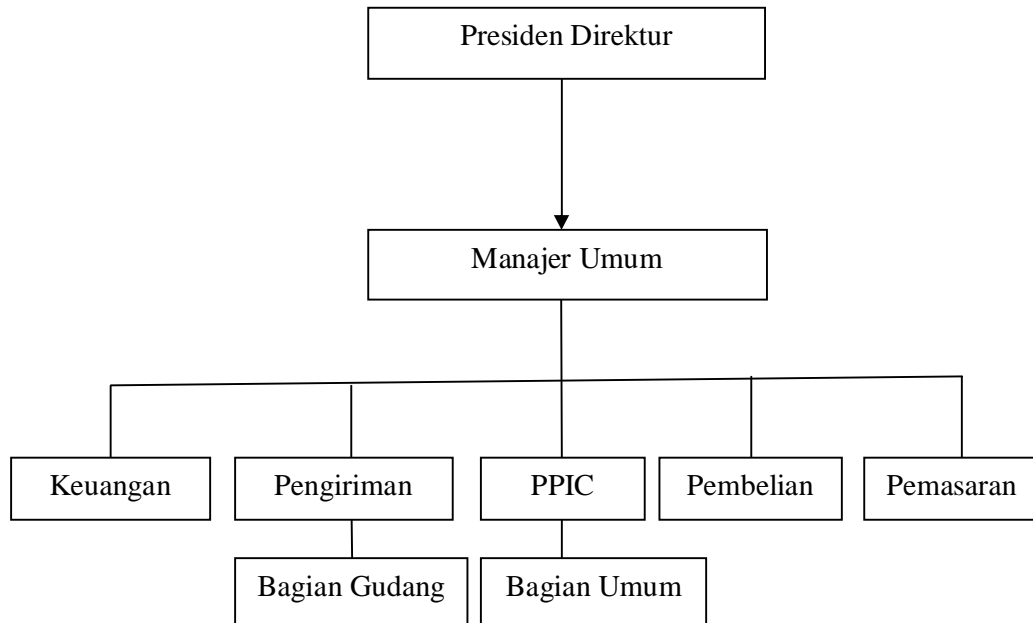 Presiden Direktur
Manajer Umum
Keuangan
Pengiriman
PPIC
Pembelian
Pemasaran
Bagian Gudang
Bagian Umum